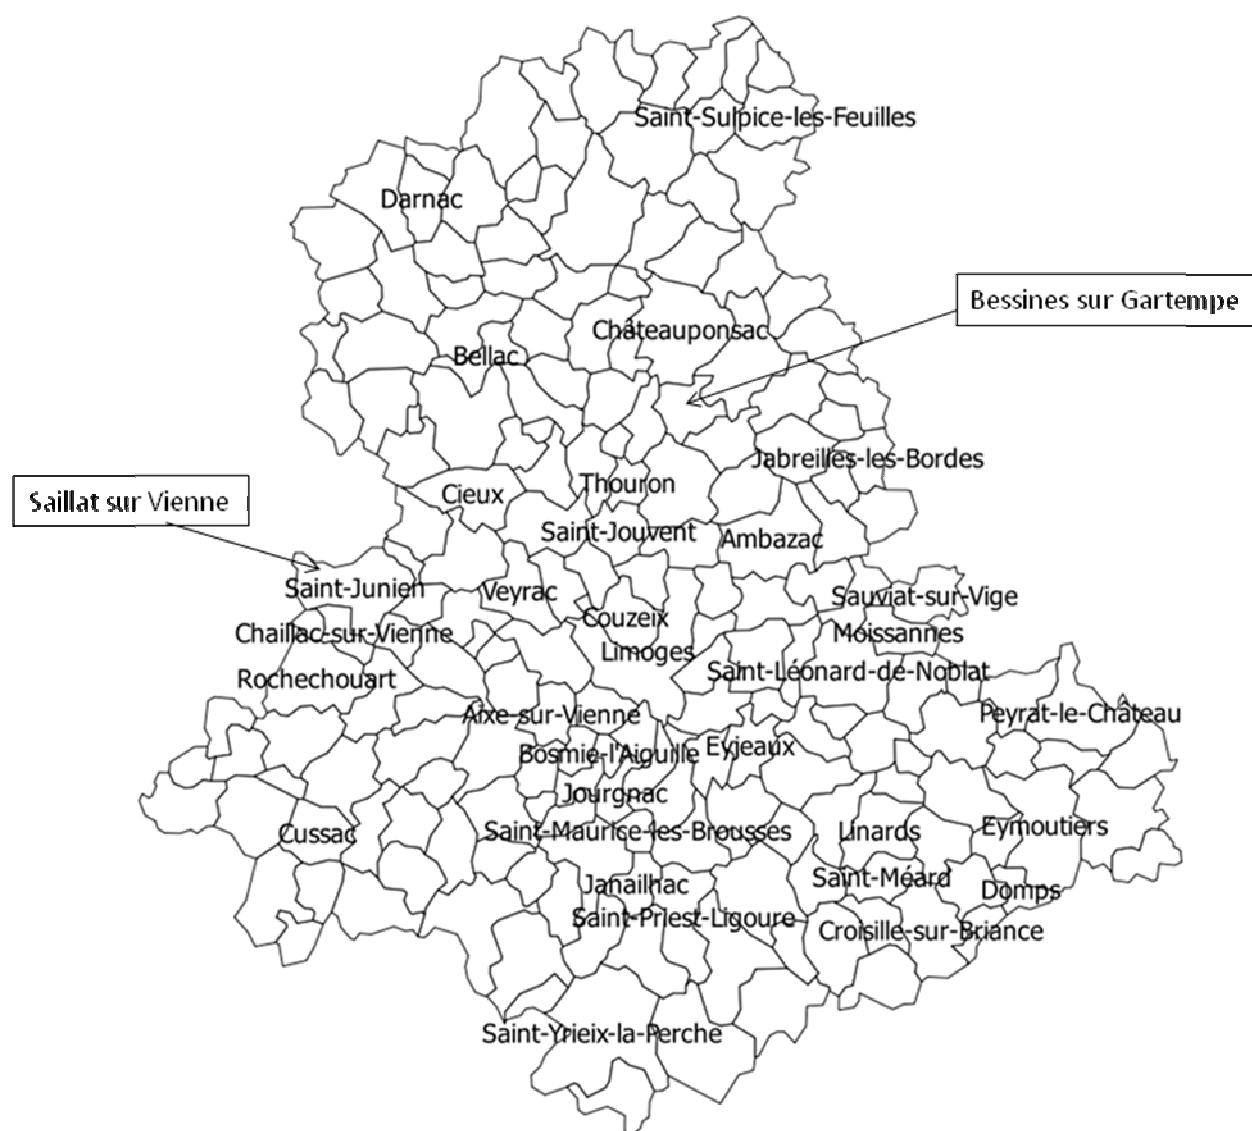 Saint-Sulpice-les-Feuilles
Darnac
Bessines sur Gartempe
Châteauponsac
Bellac
Jabreilles-les-Bordes
Thouron
Cieux
Saillat sur Vienne
Saint-Jouvent
Ambazac
Saint-Junien
Veyrac
Sauviat-sur-Vige
Couzeix
Chaillac-sur-Vienne
Moissannes
Limoges
Saint-Léonard-de-Noblat
Rochechouart
Aixe-sur-Vienne
Peyrat-le-Château
Bosmie-l'Aiguille
Eyjeaux
Jourgnac
Cussac
Saint-Maurice-les-Brousses
Linards
Eymoutiers
Janailhac
Saint-Méard
Domps
Saint-Priest-Ligoure
Croisille-sur-Briance
Saint-Yrieix-la-Perche